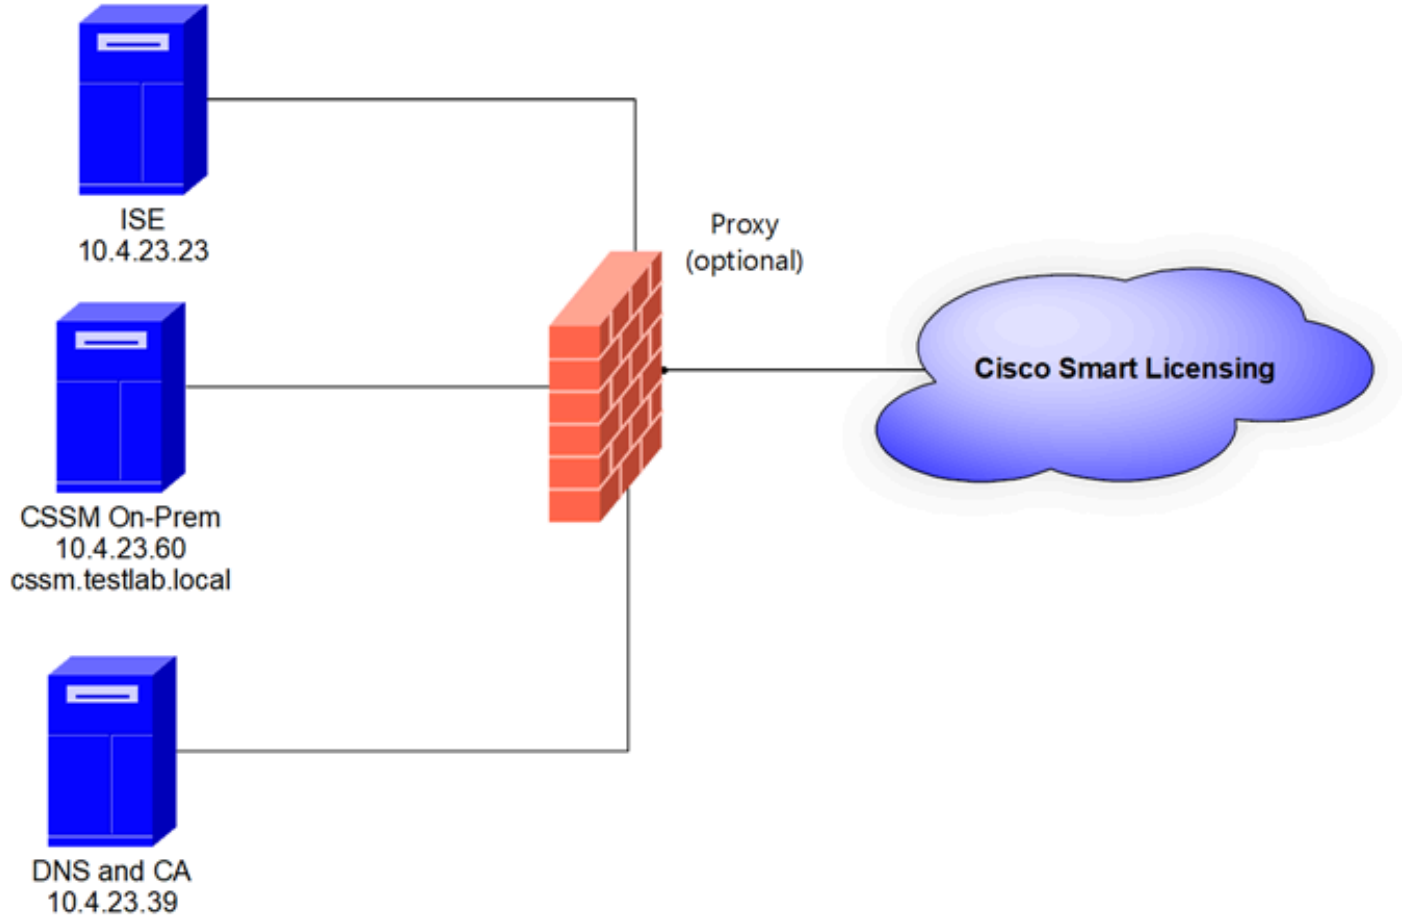 ISE
10.4.23.23
Proxy
(optional)
Cisco Smart Licensing
CSSM On-Prem
10.4.23.60
cssm.testlab.local
DNS and CA
10.4.23.39